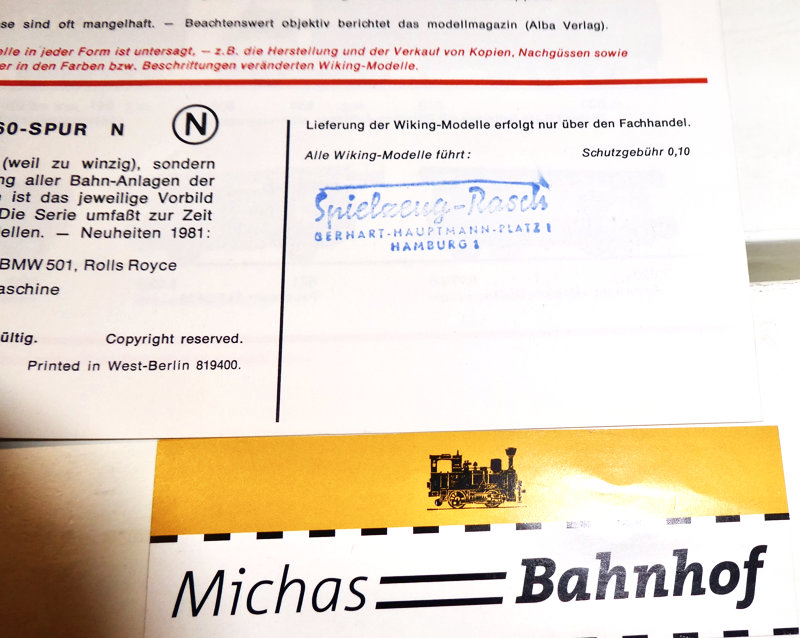 se sind oft mangelhaft. — Beachtenswert objektiv berichtet das modellmagazin (Alba Verlag).
elle in jeder Form ist untersagt, — z.B. die Herstellung und der Verkauf von Kopien, Nachgüssen sowie
er in den Farben bzw. Beschriftungen veränderten Wiking-Modelle.
60-SPUR N N
(weil zu winzig), sondern
ng aller Bahn-Anlagen der
ist das jeweilige Vorbild
Die Serie umfaßt zur Zeit
ellen. — Neuheiten 1981:
BMW 501, Rolls Royce
aschine
ültig. Copyright reserved.
Printed in West-Berlin 819400.
Lieferung der Wiking-Modelle erfolgt nur über den Fachhandel.
Alle Wiking-Modelle führt: Schutzgebühr 0,10
Spielzeug-Rasch
GERHART-HAUPTMANN-PLATZ 1
HAMBURG 1
Michas Bahnhof